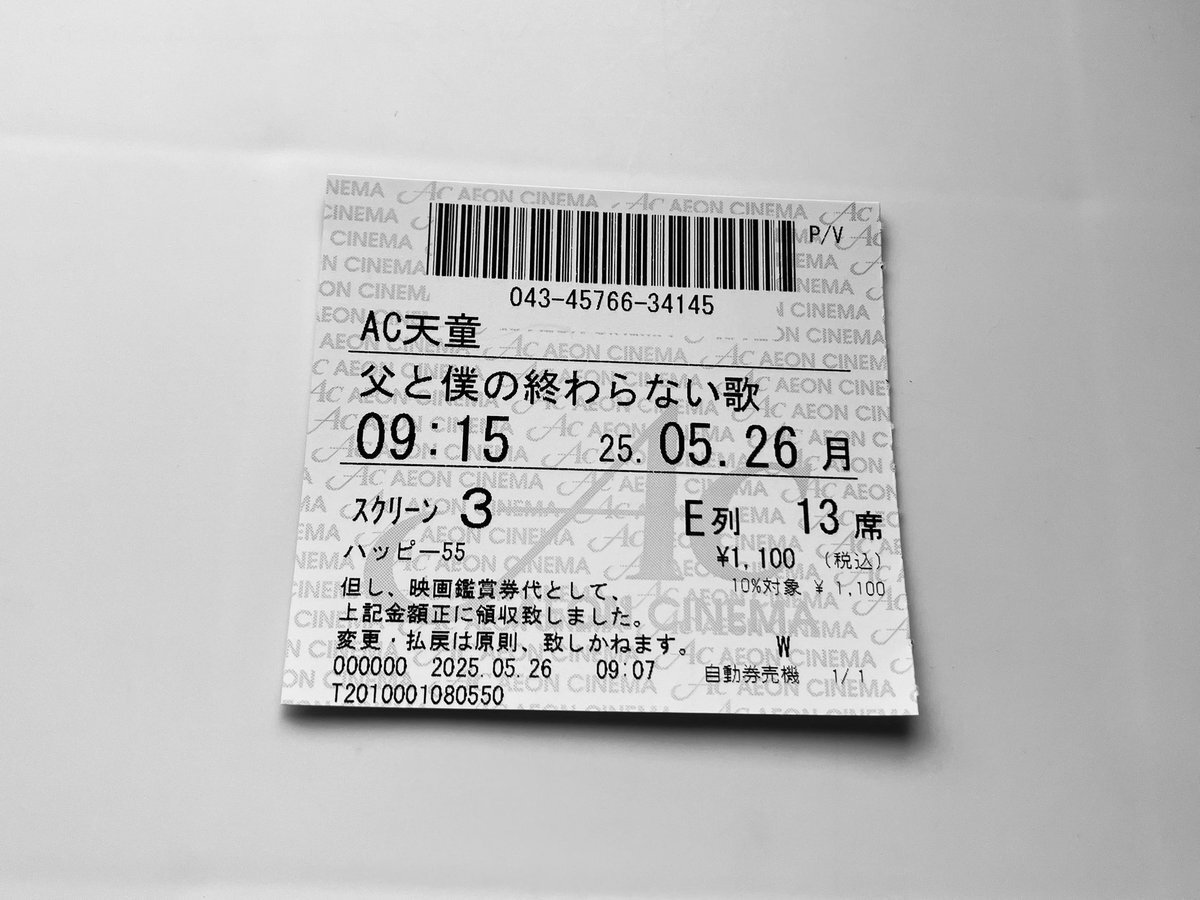 P/V
043-45766-34145
AC天童
父と僕の終わらない歌
09:15 25.05.26 月
スクリーン 3 E列 13席
ハッピー55 ¥1,100 (税込)
10%対象 ¥ 1,100
但し、映画鑑賞券代として、
上記金額正に領収致しました。
変更・払戻は原則、致しかねます。 W
000000 2025.05.26 09:07 自動券売機 1/1
T2010001080550
AC AEON CINEMA